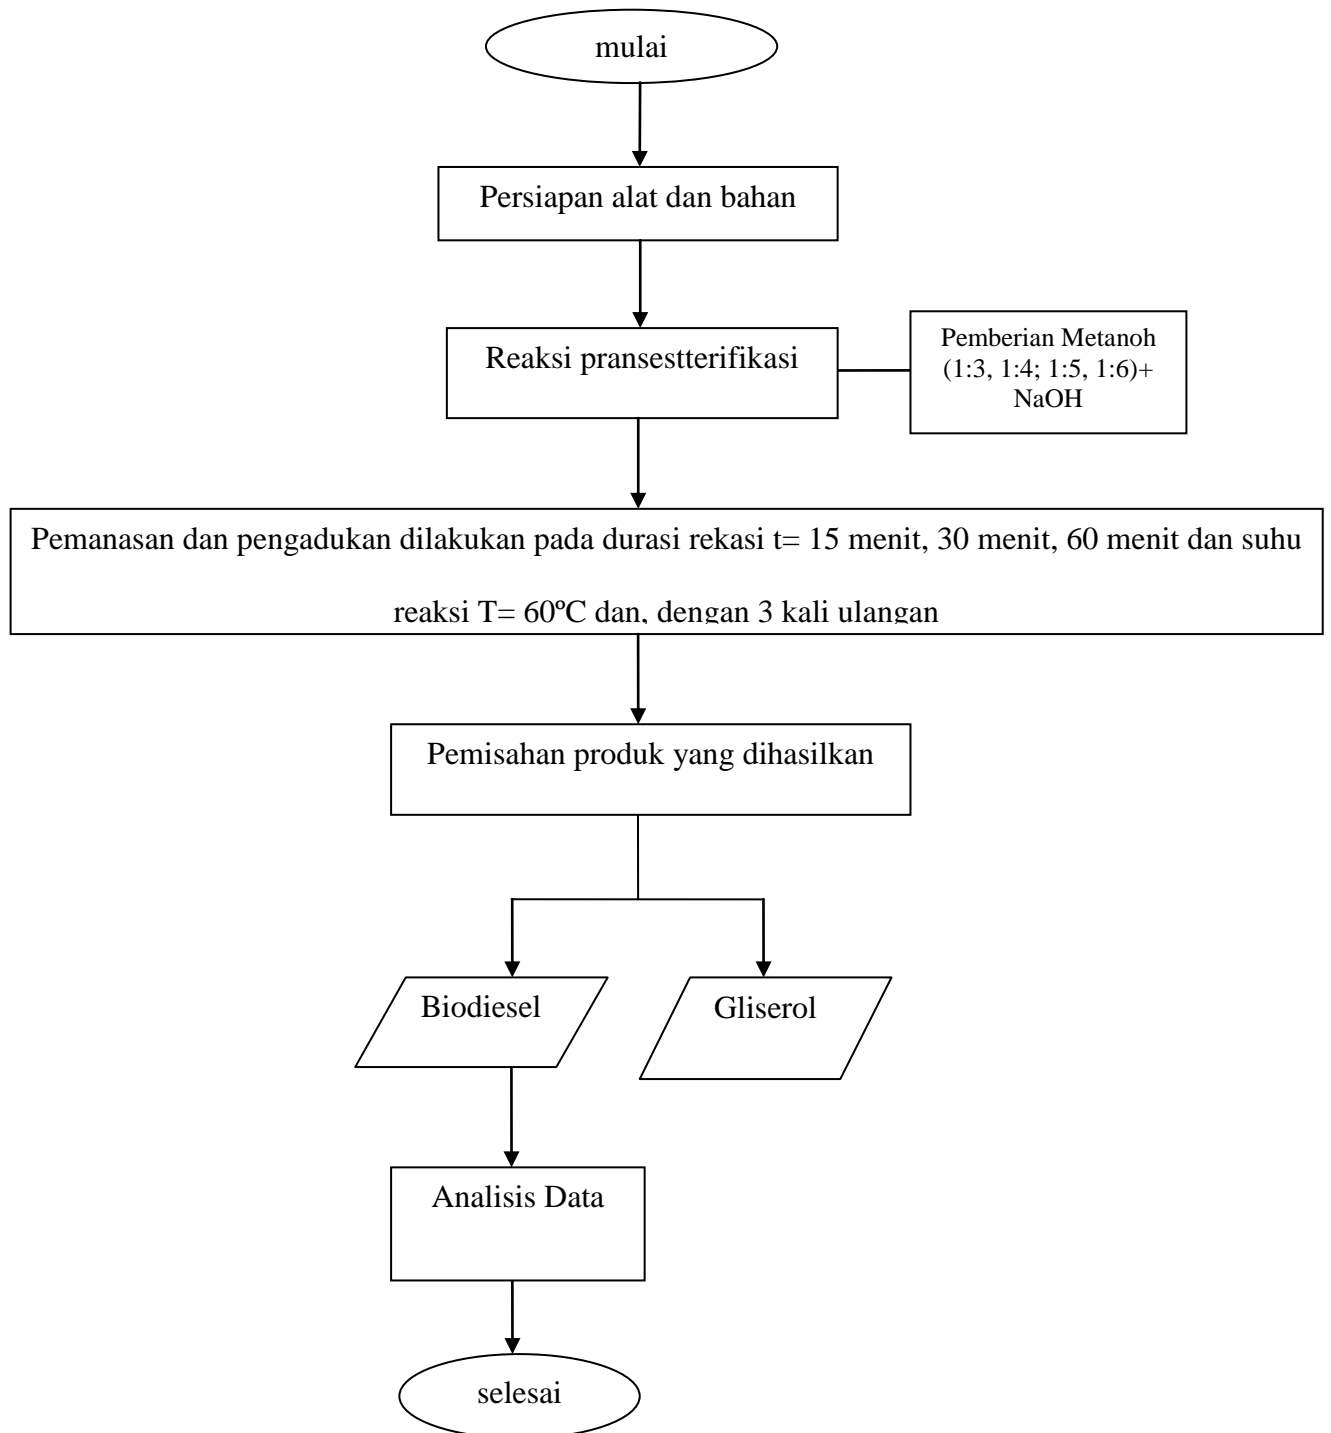 mulai
Persiapan alat dan bahan
Reaksi pransestterifikasi
Pemberian Metanoh
(1:3, 1:4; 1:5, 1:6)+
NaOH
Pemanasan dan pengadukan dilakukan pada durasi rekasi t= 15 menit, 30 menit, 60 menit dan suhu
reaksi T= 60ºC dan, dengan 3 kali ulangan
Pemisahan produk yang dihasilkan
Biodiesel
Gliserol
Analisis Data
selesai